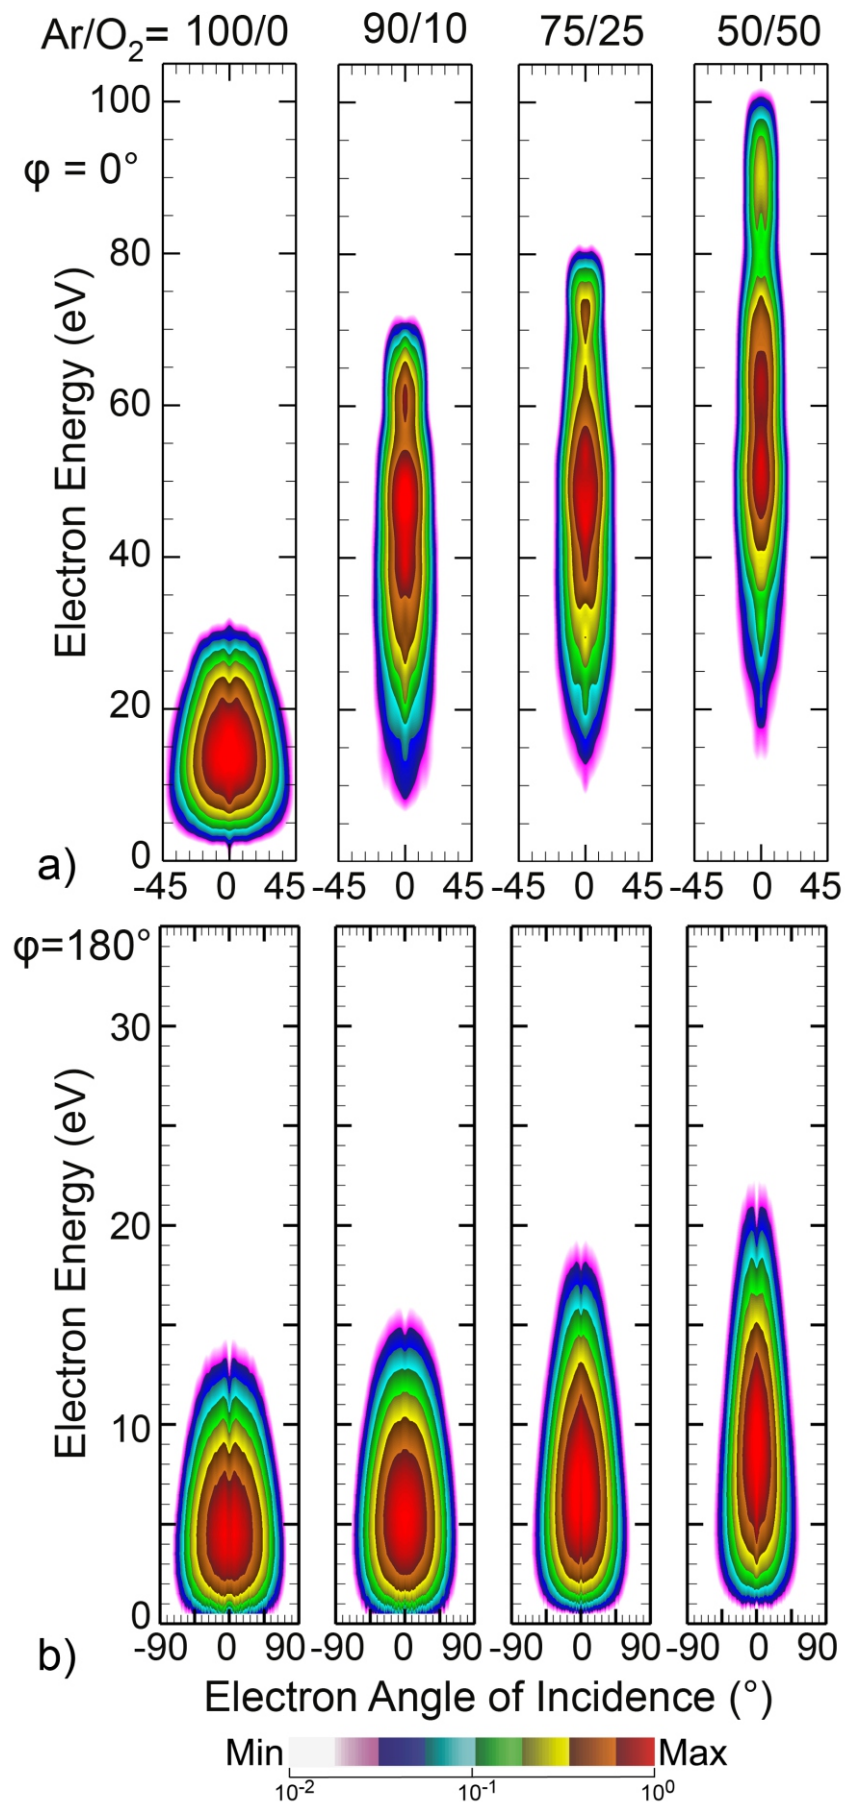 Ar/O2= 100/0 90/10 75/25 50/50
100
φ = 0°
80
60
40
20
0
Electron Energy (eV)
a)
-45 0 45 -45 0 45 -45 0 45 -45 0 45
φ=180°
30
20
10
0
Electron Energy (eV)
b)
-90 0 90 -90 0 90 -90 0 90 -90 0 90
Electron Angle of Incidence (°)
Min Max
10-2 10-1 100